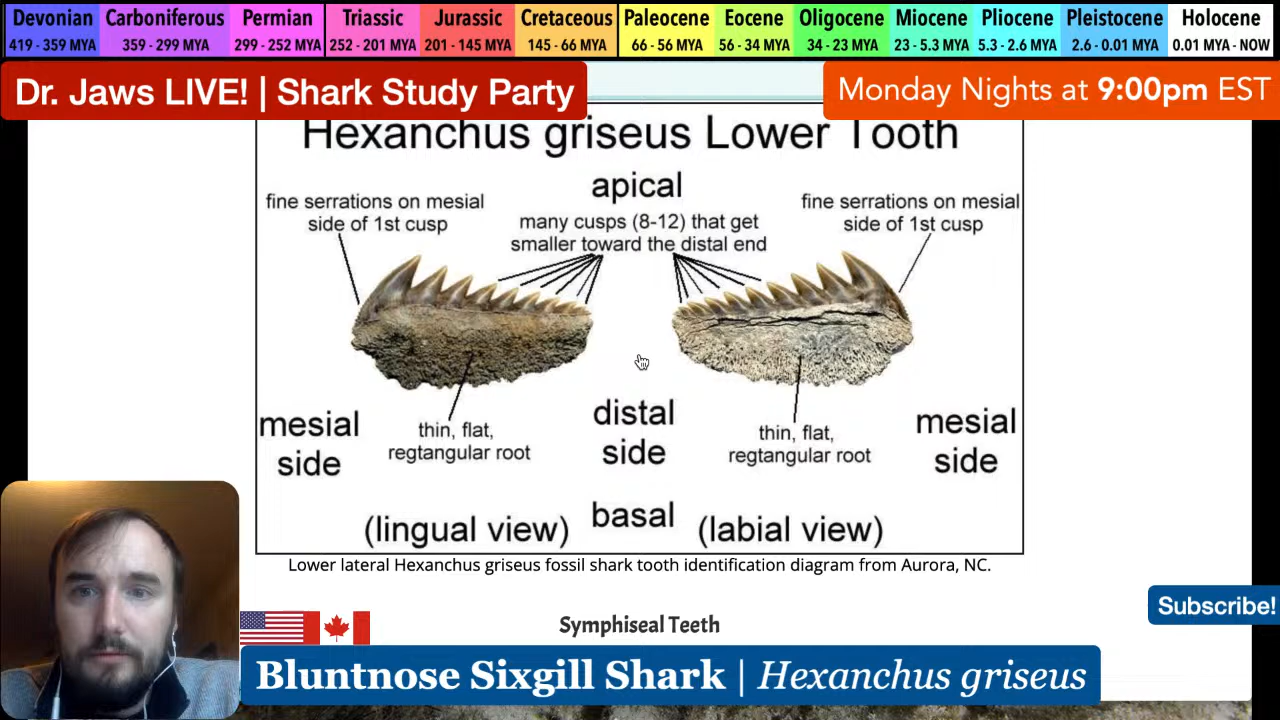 Devonian Carboniferous Permian Triassic Jurassic Cretaceous Paleocene Eocene Oligocene Miocene Pliocene Pleistocene Holocene
419 - 359 MYA 359 - 299 MYA 299 - 252 MYA 252 - 201 MYA 201 - 145 MYA 145 - 66 MYA 66 - 56 MYA 56 - 34 MYA 34 - 23 MYA 23 - 5.3 MYA 5.3 - 2.6 MYA 2.6 - 0.01 MYA 0.01 MYA - NOW
Dr. Jaws LIVE! | Shark Study Party
Monday Nights at 9:00pm EST
Hexanchus griseus Lower Tooth
apical
fine serrations on mesial
side of 1st cusp
many cusps (8-12) that get
smaller toward the distal end
fine serrations on mesial
side of 1st cusp
mesial
side
thin, flat,
regtangular root
distal
side
thin, flat,
regtangular root
mesial
side
(lingual view)
basal
(labial view)
Lower lateral Hexanchus griseus fossil shark tooth identification diagram from Aurora, NC.
Subscribe!
Symphiseal Teeth
Bluntnose Sixgill Shark | Hexanchus griseus